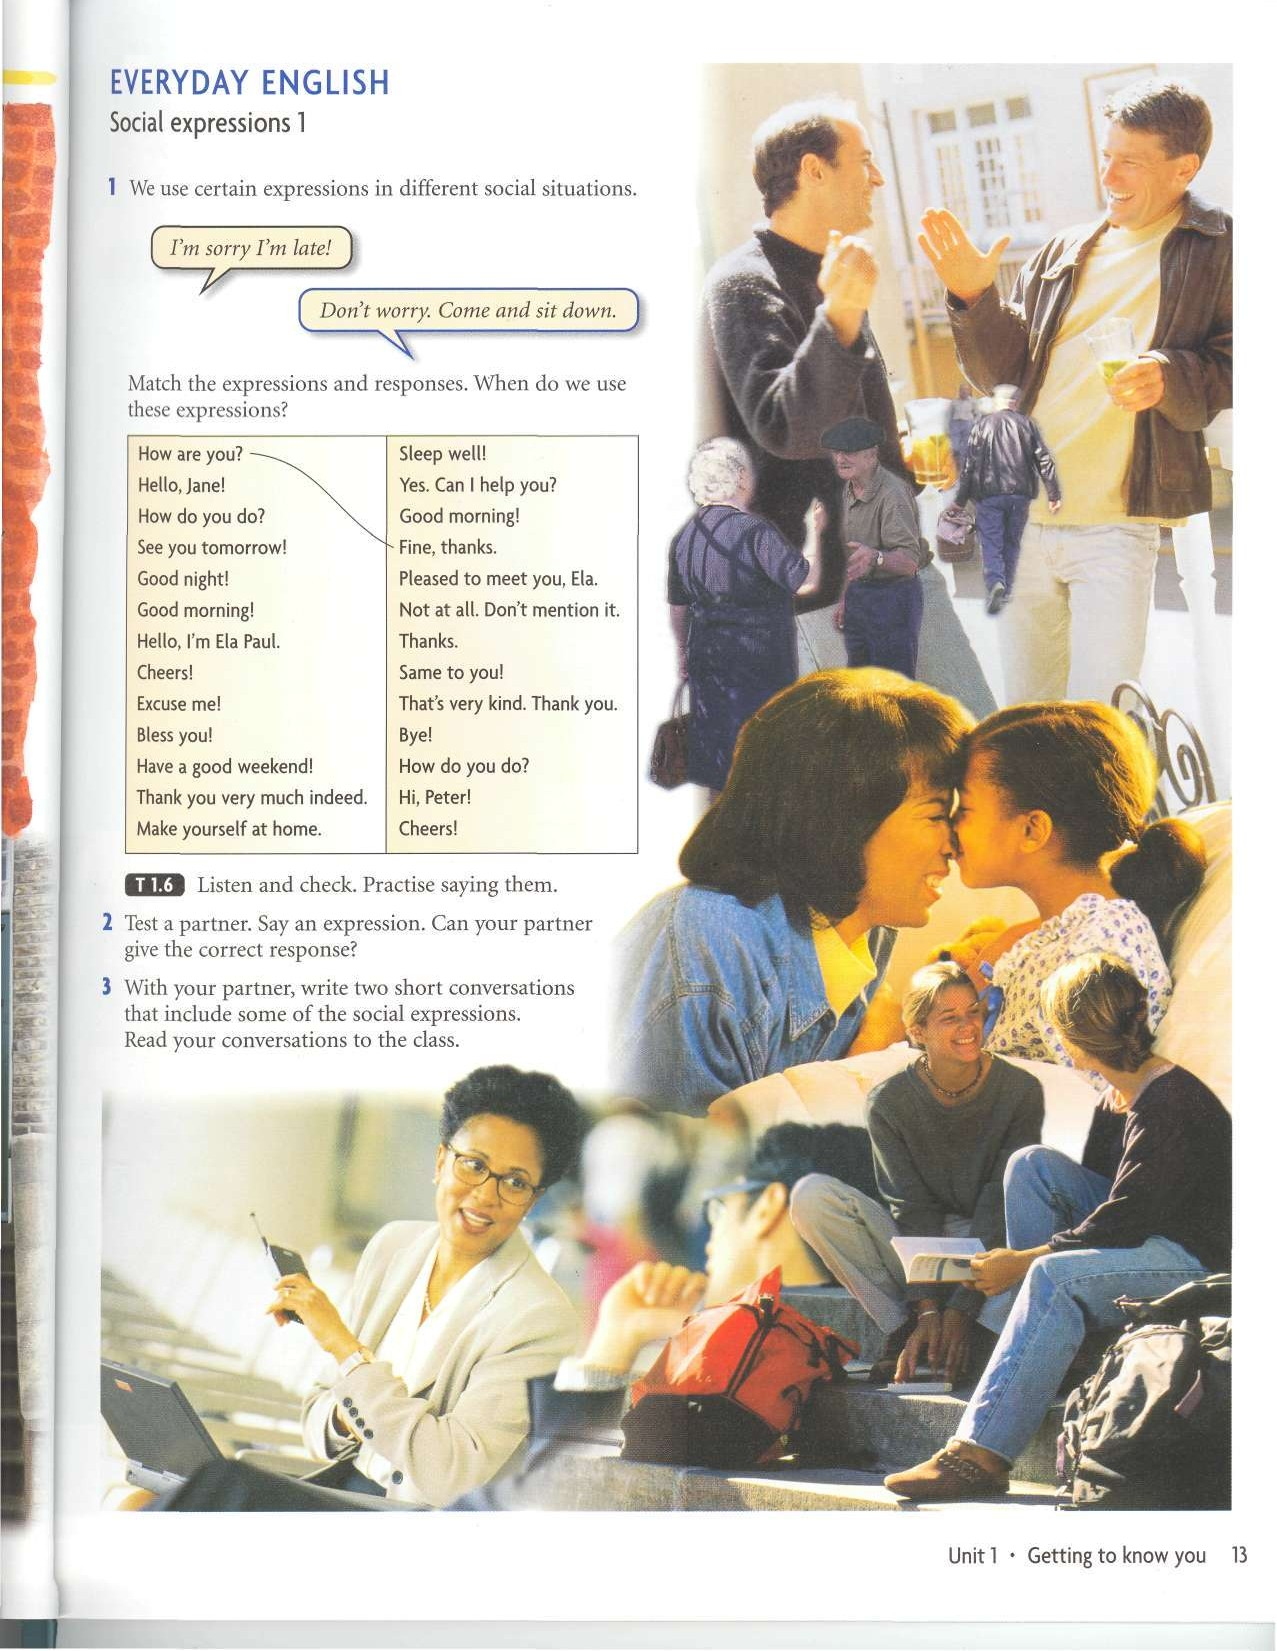 EVERYDAY ENGLISH
Social expressions 1
1 We use certain expressions in different social situations.
I'm sorry I'm late!
Don't worry. Come and sit down.
Match the expressions and responses. When do we use
these expressions?
How are you?
Hello, Jane!
How do you do?
See you tomorrow!
Good night!
Good morning!
Hello, I'm Ela Paul.
Cheers!
Excuse me!
Bless you!
Have a good weekend!
Thank you very much indeed.
Make yourself at home.
Sleep well!
Yes. Can I help you?
Good morning!
Fine, thanks.
Pleased to meet you, Ela.
Not at all. Don't mention it.
Thanks.
Same to you!
That's very kind. Thank you.
Bye!
How do you do?
Hi, Peter!
Cheers!
T 1.6 Listen and check. Practise saying them.
2 Test a partner. Say an expression. Can your partner
give the correct response?
3 With your partner, write two short conversations
that include some of the social expressions.
Read your conversations to the class.
Unit 1 • Getting to know you 13